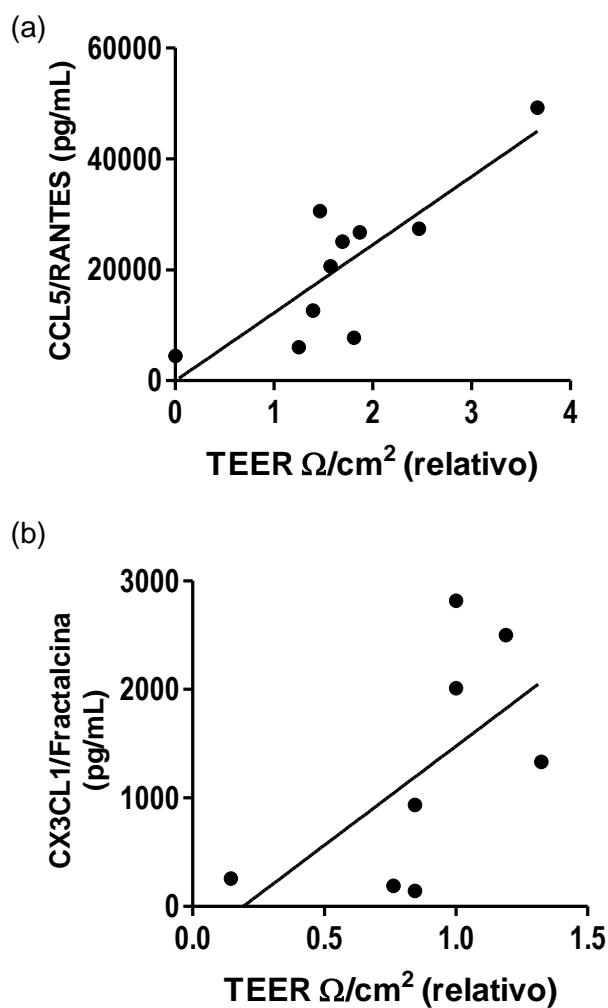 (a)
CCL5/RANTES (pg/mL)
60000
40000
20000
0
0 1 2 3 4
TEER Ω/cm² (relativo)
(b)
CX3CL1/Fractalcina
(pg/mL)
3000
2000
1000
0
0.0 0.5 1.0 1.5
TEER Ω/cm² (relativo)